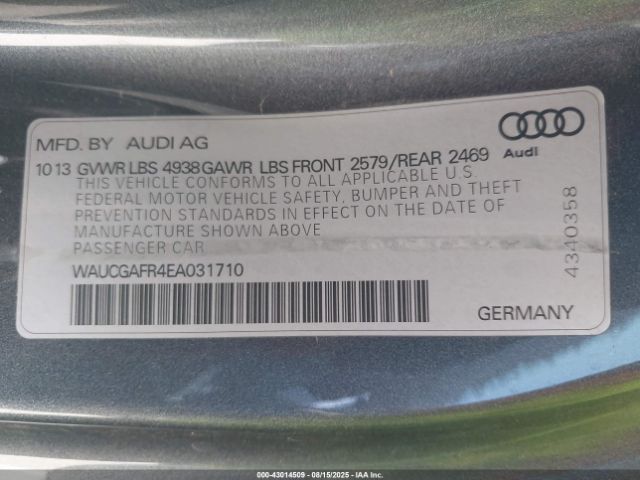 MFD. BY AUDI AG
Audi
10 13 GVWR LBS 4938 GAWR LBS FRONT 2579/REAR 2469
THIS VEHICLE CONFORMS TO ALL APPLICABLE U.S.
FEDERAL MOTOR VEHICLE SAFETY, BUMPER AND THEFT
PREVENTION STANDARDS IN EFFECT ON THE DATE OF
MANUFACTURE SHOWN ABOVE
PASSENGER CAR
4340358
WAUCGAFR4EA031710
GERMANY
000-43014509 - 08/15/2025 - IAAI Inc.